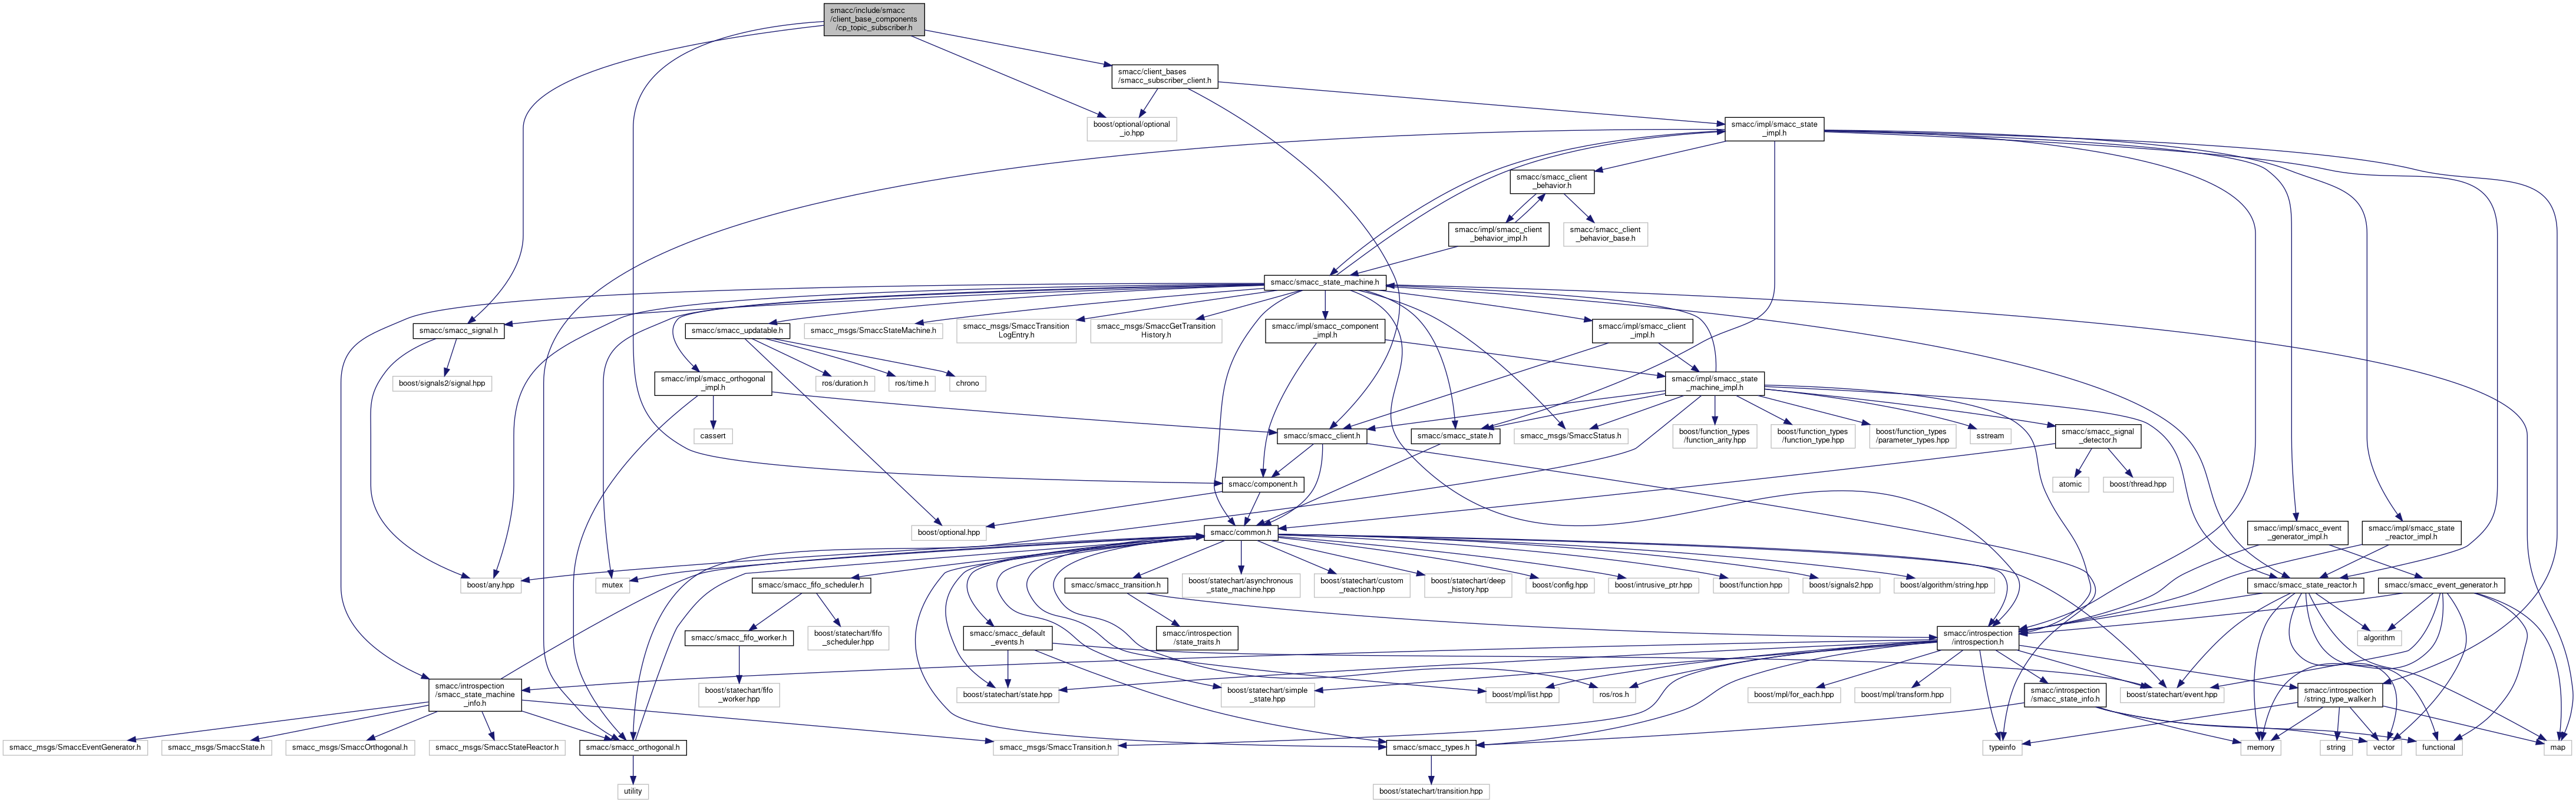 smacc/include/smacc
/client_base_components
/cp_topic_subscriber.h
smacc/client_bases
/smacc_subscriber_client.h
boost/optional/optional
_io.hpp
smacc/impl/smacc_state
_impl.h
smacc/smacc_client
_behavior.h
smacc/impl/smacc_client
_behavior_impl.h
smacc/smacc_client
_behavior_base.h
smacc/smacc_state_machine.h
smacc/smacc_signal.h
smacc/smacc_updatable.h
smacc_msgs/SmaccStateMachine.h
smacc_msgs/SmaccTransition
LogEntry.h
smacc_msgs/SmaccGetTransition
History.h
smacc/impl/smacc_component
_impl.h
smacc/impl/smacc_client
_impl.h
boost/signals2/signal.hpp
smacc/impl/smacc_orthogonal
_impl.h
ros/duration.h
ros/time.h
chrono
smacc/impl/smacc_state
_machine_impl.h
cassert
smacc/smacc_client.h
smacc/smacc_state.h
smacc_msgs/SmaccStatus.h
boost/function_types
/function_arity.hpp
boost/function_types
/function_type.hpp
boost/function_types
/parameter_types.hpp
sstream
smacc/smacc_signal
_detector.h
smacc/component.h
atomic
boost/thread.hpp
boost/optional.hpp
smacc/common.h
smacc/impl/smacc_event
_generator_impl.h
smacc/impl/smacc_state
_reactor_impl.h
boost/any.hpp
mutex
smacc/smacc_fifo_scheduler.h
smacc/smacc_transition.h
boost/statechart/asynchronous
_state_machine.hpp
boost/statechart/custom
_reaction.hpp
boost/statechart/deep
_history.hpp
boost/config.hpp
boost/intrusive_ptr.hpp
boost/function.hpp
boost/signals2.hpp
boost/algorithm/string.hpp
smacc/smacc_state_reactor.h
smacc/smacc_event_generator.h
smacc/smacc_fifo_worker.h
boost/statechart/fifo
_scheduler.hpp
smacc/smacc_default
_events.h
smacc/introspection
/state_traits.h
smacc/introspection
/introspection.h
algorithm
smacc/introspection
/smacc_state_machine
_info.h
boost/statechart/fifo
_worker.hpp
boost/statechart/state.hpp
boost/statechart/simple
_state.hpp
boost/mpl/list.hpp
ros/ros.h
boost/mpl/for_each.hpp
boost/mpl/transform.hpp
smacc/introspection
/smacc_state_info.h
boost/statechart/event.hpp
smacc/introspection
/string_type_walker.h
smacc_msgs/SmaccEventGenerator.h
smacc_msgs/SmaccState.h
smacc_msgs/SmaccOrthogonal.h
smacc_msgs/SmaccStateReactor.h
smacc/smacc_orthogonal.h
smacc_msgs/SmaccTransition.h
smacc/smacc_types.h
typeinfo
memory
string
vector
functional
map
utility
boost/statechart/transition.hpp